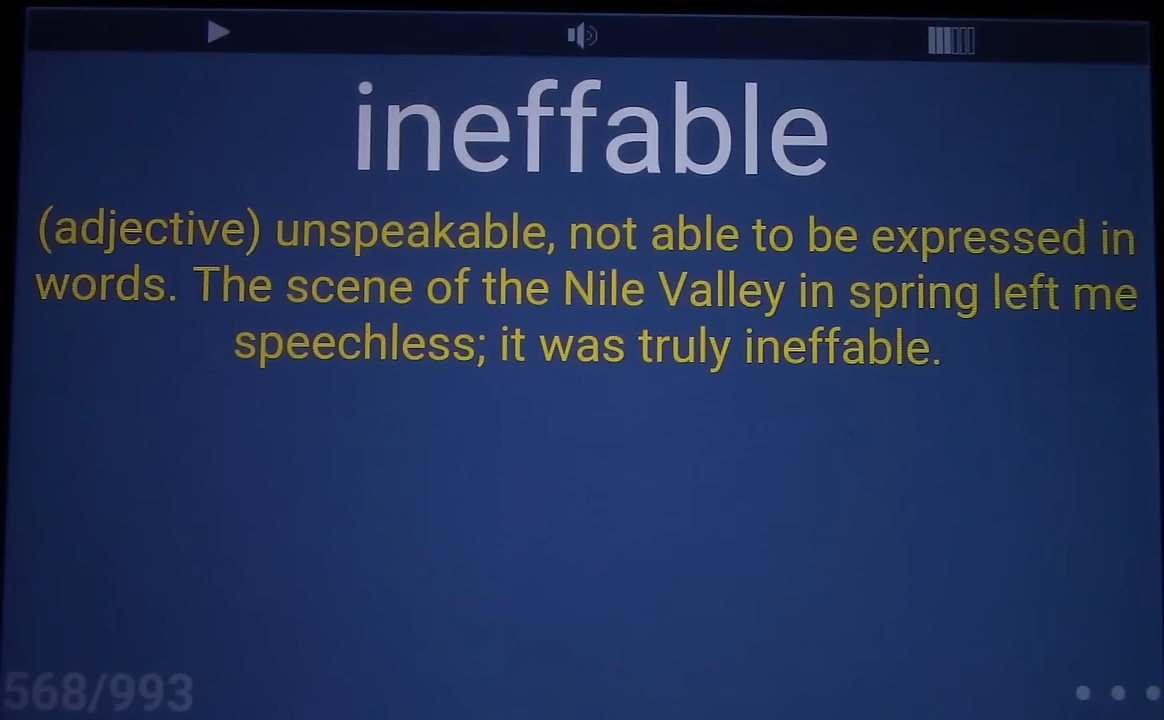 ineffable
(adjective) unspeakable, not able to be expressed in
words. The scene of the Nile Valley in spring left me
speechless; it was truly ineffable.
568/993